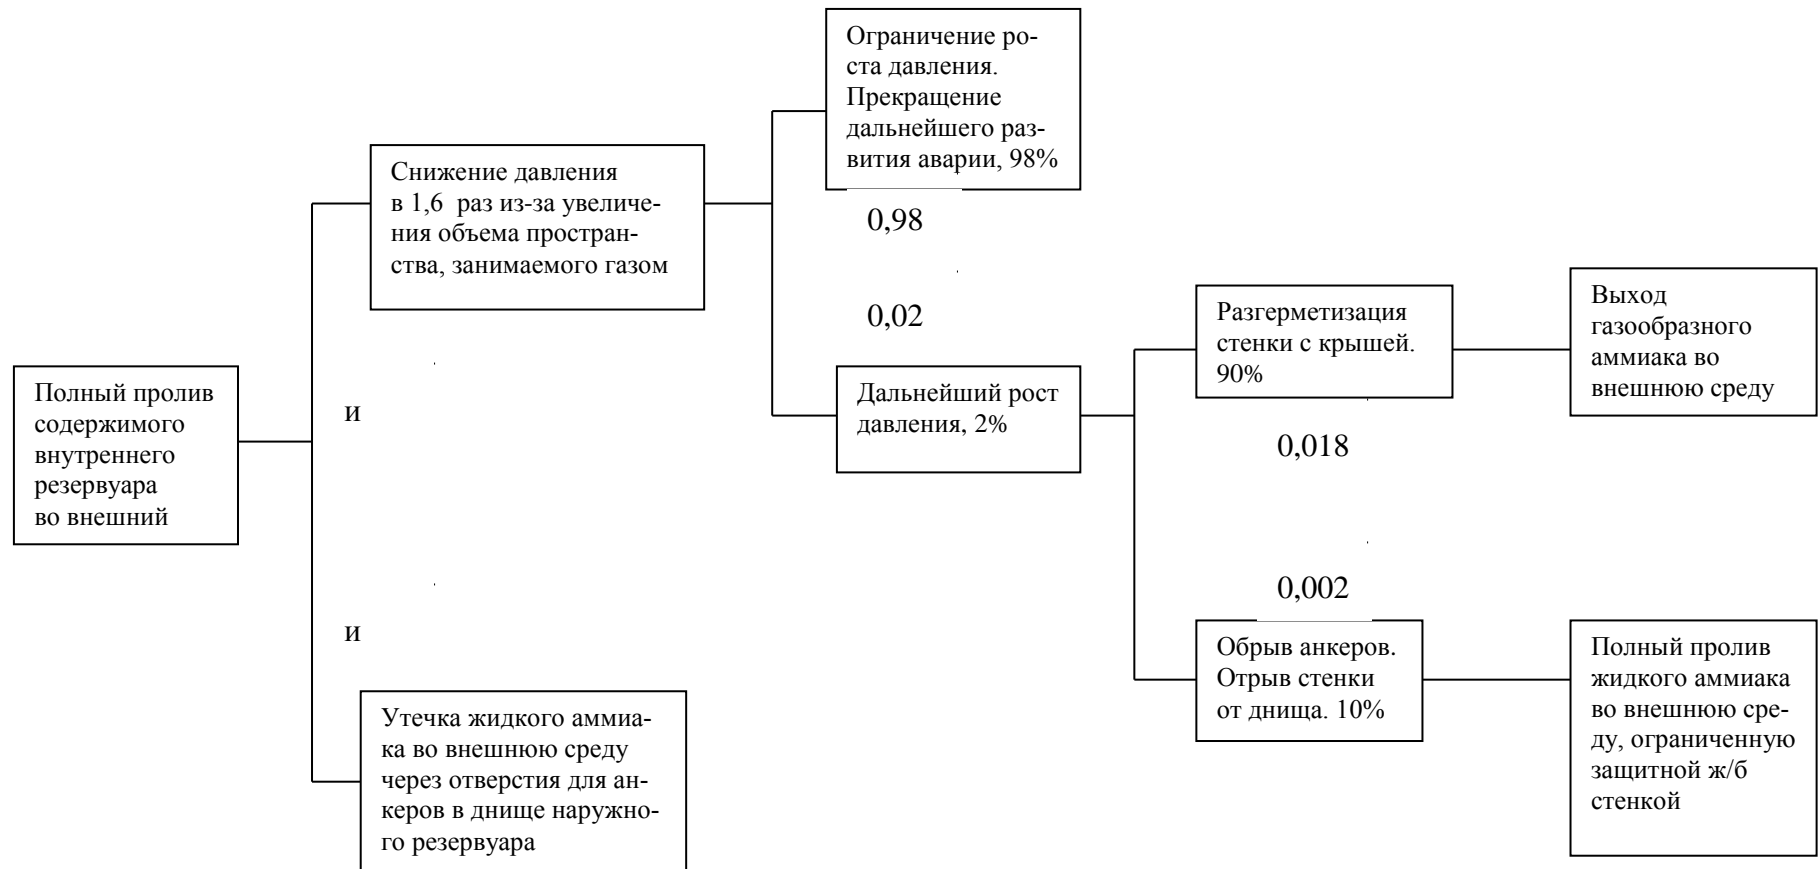 Ограничение ро-
ста давления.
Прекращение
дальнейшего раз-
вития аварии, 98%
Снижение давления
в 1,6 раз из-за увеличе-
ния объема простран-
ства, занимаемого газом
0,98
0,02
Полный пролив
содержимого
внутреннего
резервуара
во внешний
и
и
Дальнейший рост
давления, 2%
Разгерметизация
стенки с крышей.
90%
Выход
газообразного
аммиака во
внешнюю среду
0,018
0,002
Утечка жидкого аммиа-
ка во внешнюю среду
через отверстия для ан-
керов в днище наружно-
го резервуара
Обрыв анкеров.
Отрыв стенки
от днища. 10%
Полный пролив
жидкого аммиака
во внешнюю сре-
ду, ограниченную
защитной ж/б
стенкой